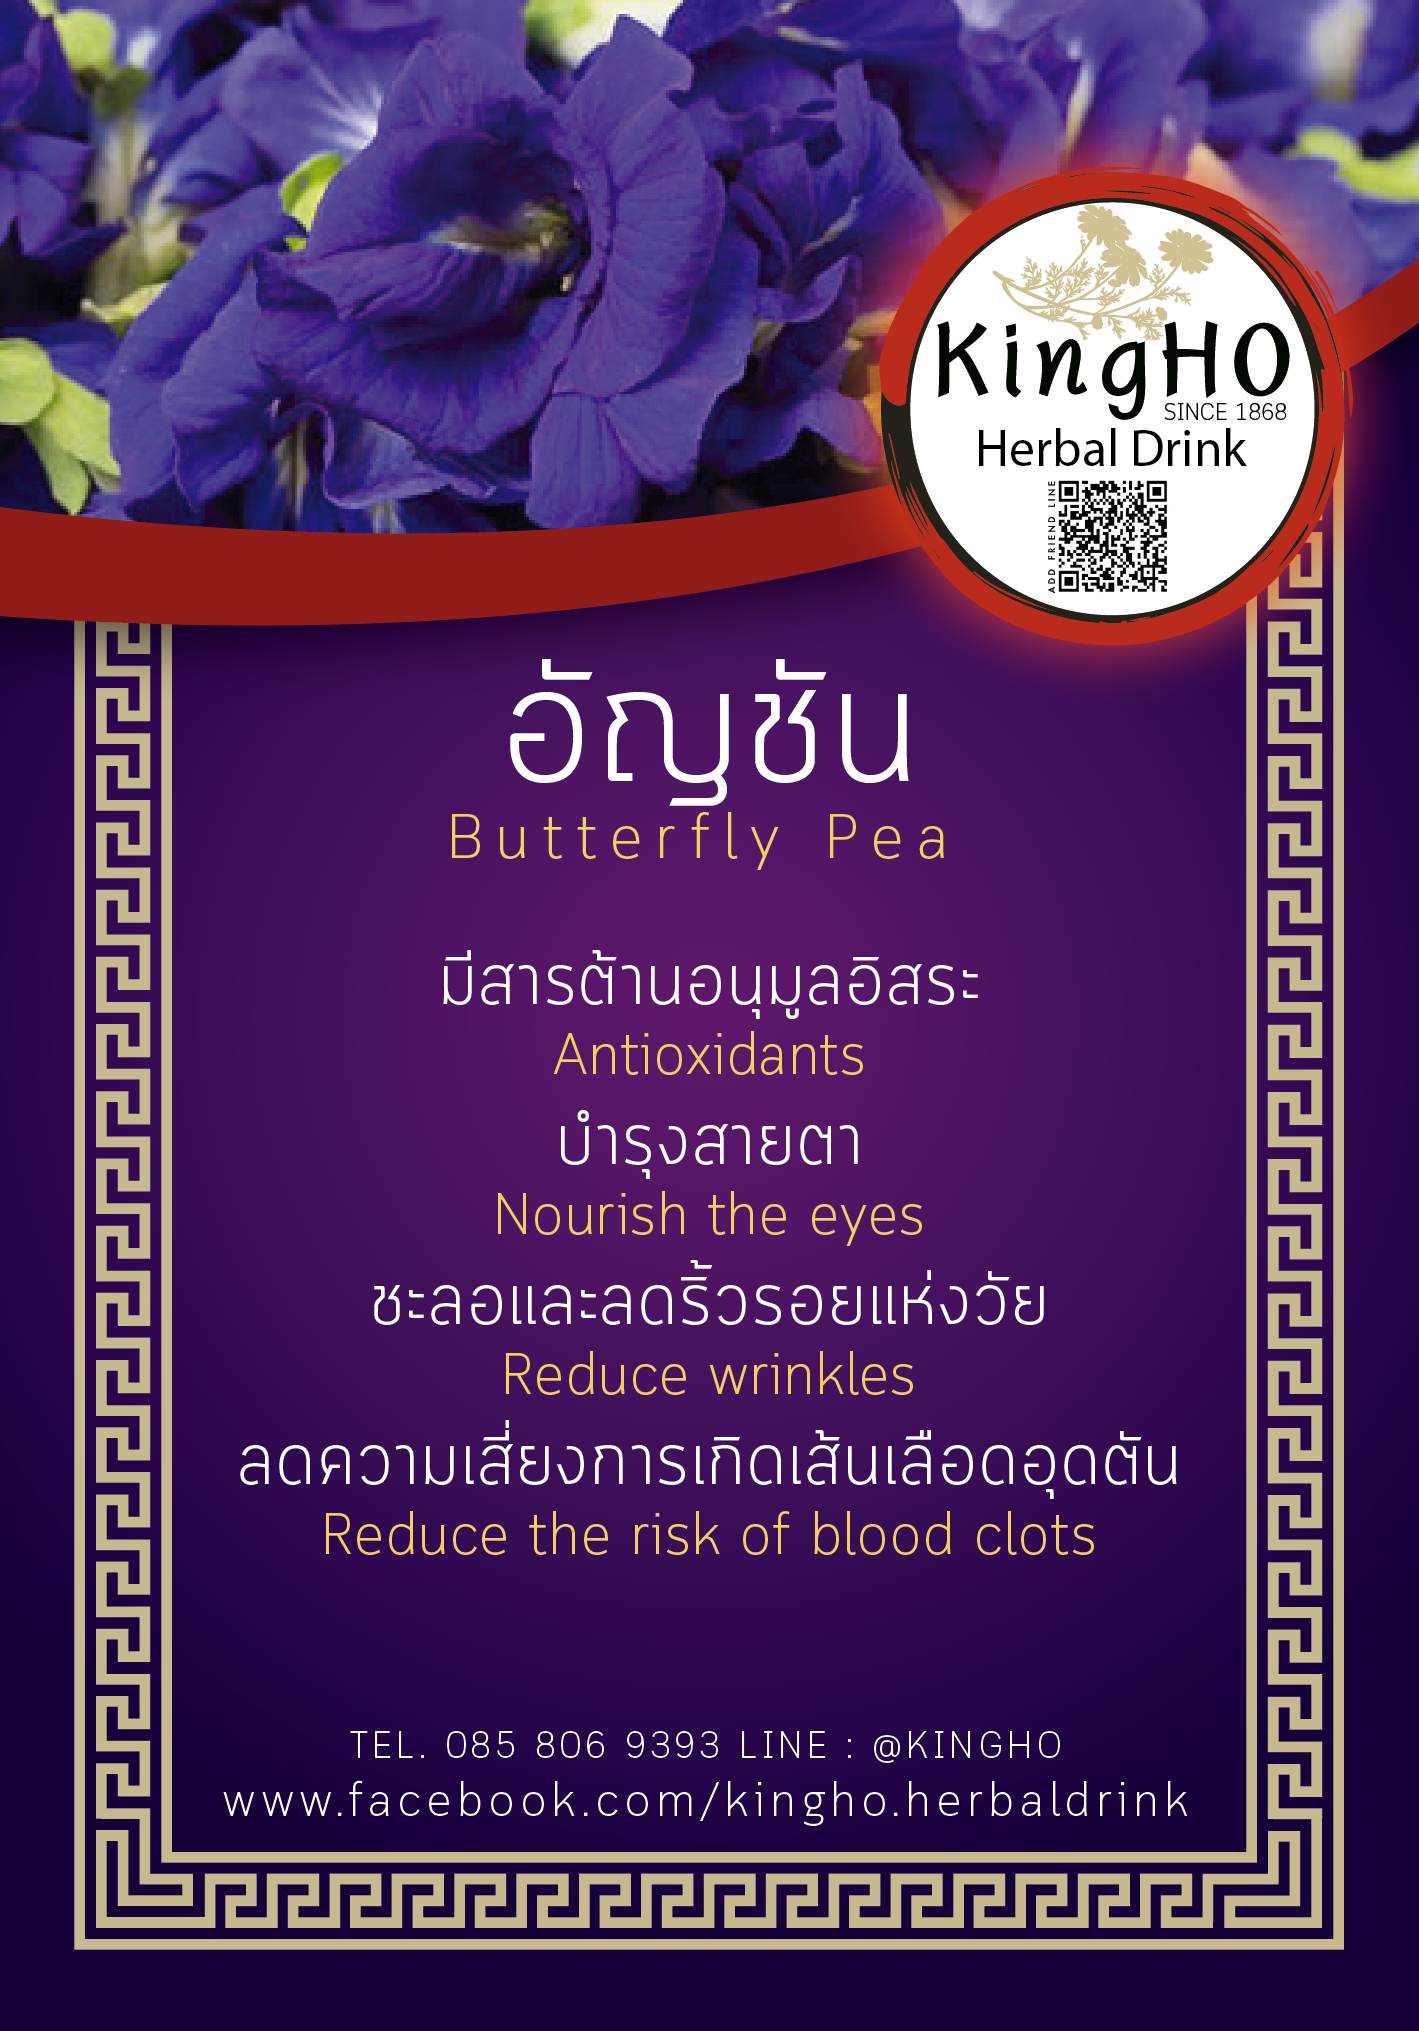 KingHO
SINCE 1868
Herbal Drink
ADD FRIEND LINE
อัญชัน
Butterfly Pea
มีสารต้านอนุมูลอิสระ
Antioxidants
บำรุงสายตา
Nourish the eyes
ชะลอและลดริ้วรอยแห่งวัย
Reduce wrinkles
ลดความเสี่ยงการเกิดเส้นเลือดอุดตัน
Reduce the risk of blood clots
TEL. 085 806 9393 LINE : @KINGHO
www.facebook.com/kingho.herbaldrink